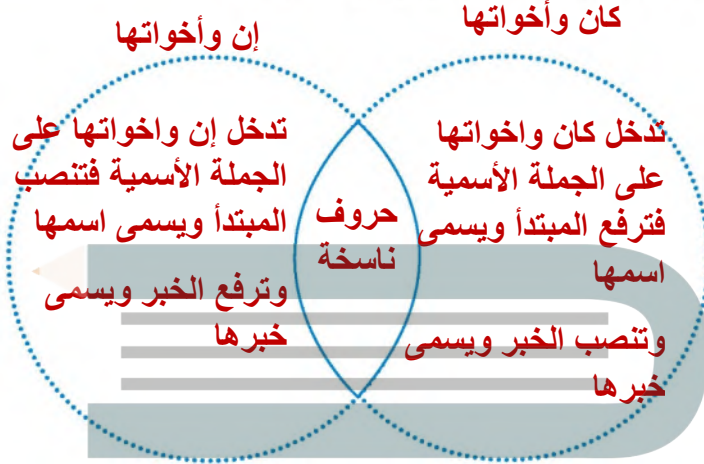 كان وأخواتها
إن وأخواتها
تدخل كان واخواتها
على الجملة الأسمية
فترفع المبتدأ ويسمى
اسمها
وتنصب الخبر ويسمى
خبرها
حروف
ناسخة
تدخل إن واخواتها على
الجملة الأسمية فتنصب
المبتدأ ويسمى اسمها
وترفع الخبر ويسمى
خبرها